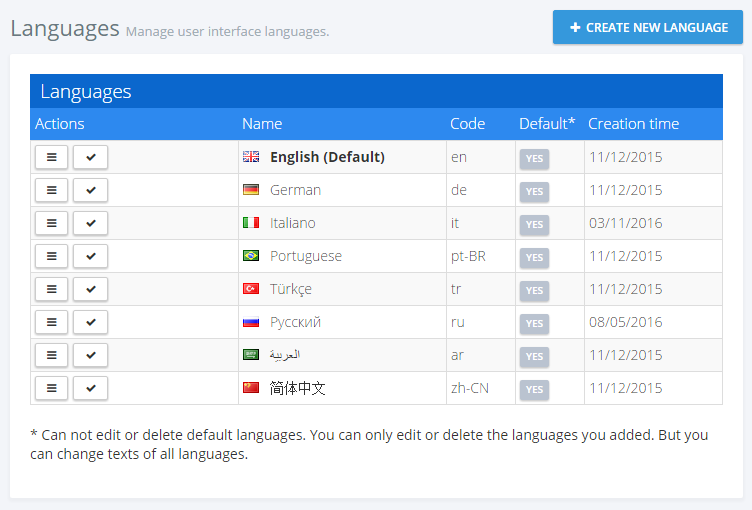 Languages Manage user interface languages.
CREATE NEW LANGUAGE
Languages
Actions Name Code Default* Creation time
English (Default) en YES 11/12/2015
German de YES 11/12/2015
Italiano it YES 03/11/2016
Portuguese pt-BR YES 11/12/2015
Türkçe tr YES 11/12/2015
Русский ru YES 08/05/2016
العربية ar YES 11/12/2015
简体中文 zh-CN YES 11/12/2015
* Can not edit or delete default languages. You can only edit or delete the languages you added. But you
can change texts of all languages.